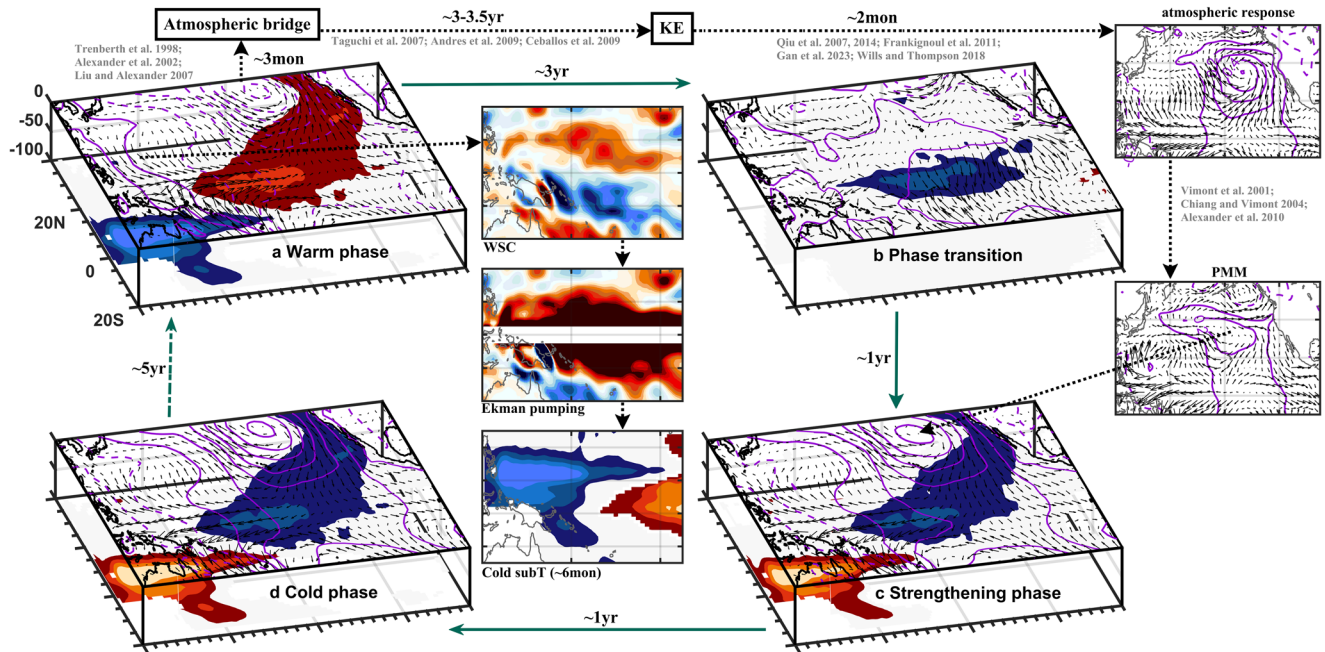 Atmospheric bridge
~3-3.5yr
KE
~2mon
atmospheric response
Trenberth et al. 1998;
Alexander et al. 2002;
Liu and Alexander 2007
~3mon
Taguchi et al. 2007; Andres et al. 2009; Ceballos et al. 2009
Qiu et al. 2007, 2014; Frankignoul et al. 2011;
Gan et al. 2023; Wills and Thompson 2018
~3yr
0
-50
-100
20N
0
20S
a Warm phase
WSC
b Phase transition
Vimont et al. 2001;
Chiang and Vimont 2004;
Alexander et al. 2010
PMM
~5yr
~1yr
Ekman pumping
d Cold phase
Cold subT (~6mon)
c Strengthening phase
~1yr